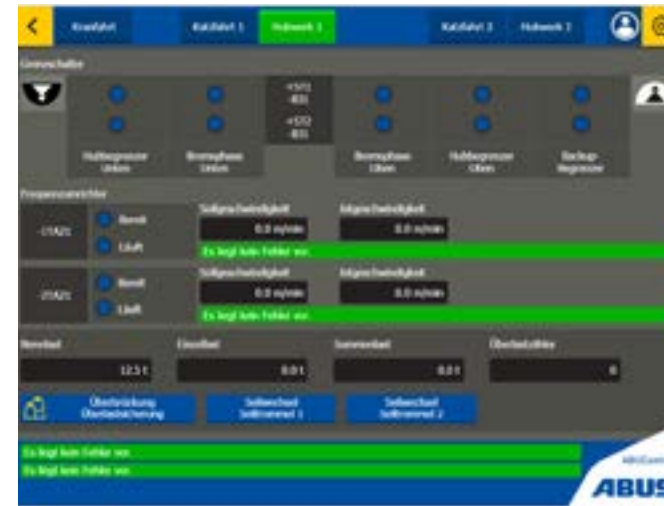 Kranfahrt Katzfahrt 1 Hubwerk 1 Katzfahrt 2 Hubwerk 2
Grenzschalter
Hubbegrenzer Unten
Bremsphase Unten
Bremsphase Oben
Hubbegrenzer Oben
Backup-Begrenzer
Frequenzumrichter
Sollgeschwindigkeit Istgeschwindigkeit
Bereit
0.0 m/min 0.0 m/min
Läuft
Es liegt kein Fehler vor.
Sollgeschwindigkeit Istgeschwindigkeit
Bereit
0.0 m/min 0.0 m/min
Läuft
Es liegt kein Fehler vor.
Nennlast Einzellast Summenlast Überlastzähler
12.5 t 0.0 t 0.0 t 0
Überbrückung Überlastsicherung
Seilwechsel Seiltrommel 1
Seilwechsel Seiltrommel 2
Es liegt kein Fehler vor.
Es liegt kein Fehler vor.
ABUS